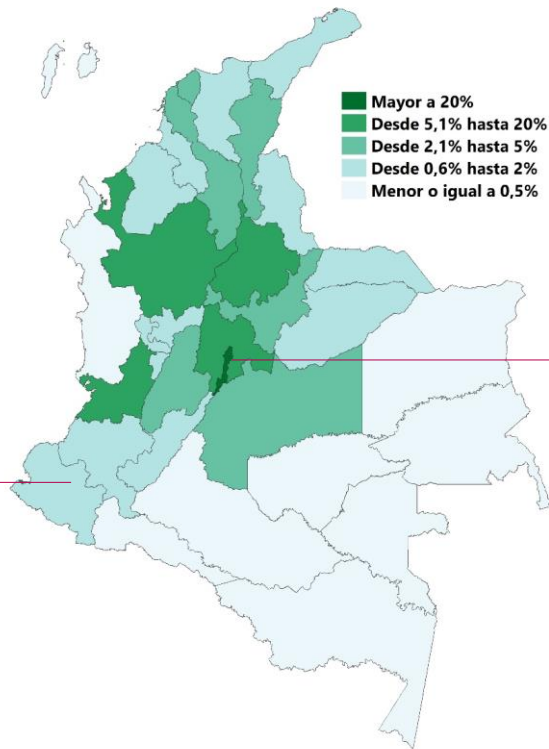 Mayor a 20%
Desde 5,1% hasta 20%
Desde 2,1% hasta 5%
Desde 0,6% hasta 2%
Menor o igual a 0,5%